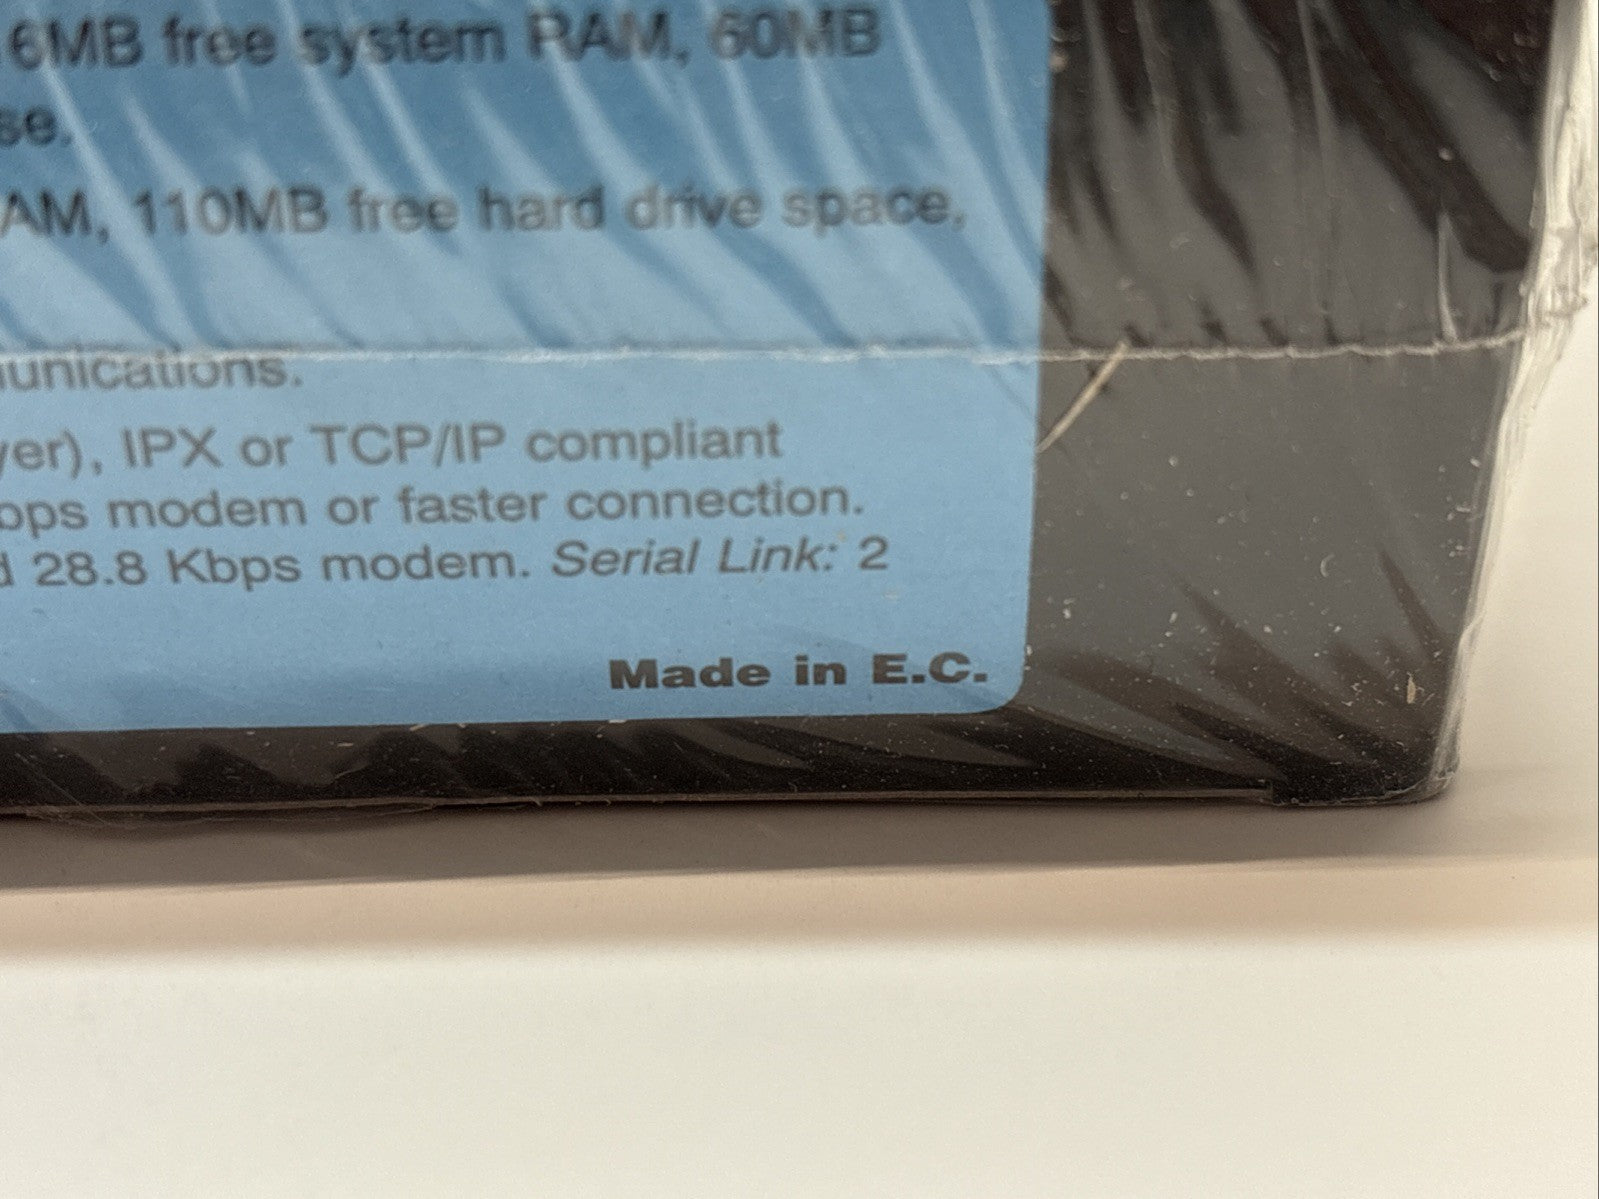 6MB free system RAM, 60MB
se.
AM, 110MB free hard drive space,
unications.
yer), IPX or TCP/IP compliant
ops modem or faster connection.
d 28.8 Kbps modem. Serial Link: 2
Made in E.C.